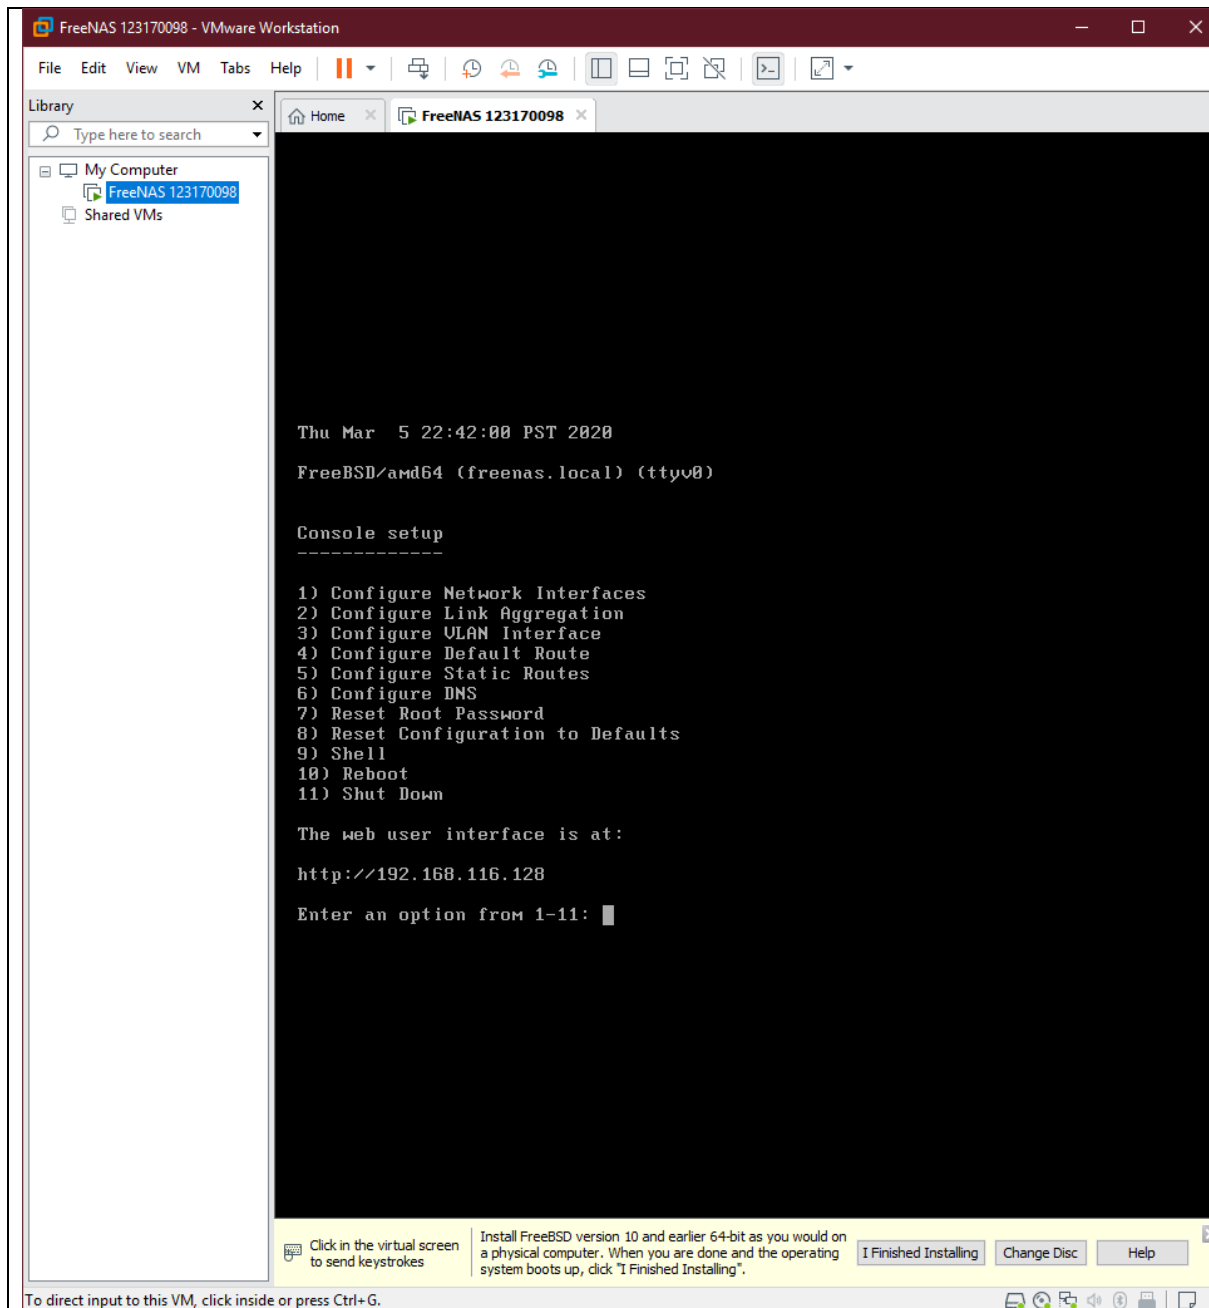 FreeNAS 123170098 - VMware Workstation
File Edit View VM Tabs Help
Library
Type here to search
My Computer
FreeNAS 123170098
Shared VMs
Home
FreeNAS 123170098
Thu Mar  5 22:42:00 PST 2020
FreeBSD/amd64 (freenas.local) (ttyv0)
Console setup
-------------
1) Configure Network Interfaces
2) Configure Link Aggregation
3) Configure VLAN Interface
4) Configure Default Route
5) Configure Static Routes
6) Configure DNS
7) Reset Root Password
8) Reset Configuration to Defaults
9) Shell
10) Reboot
11) Shut Down
The web user interface is at:
http://192.168.116.128
Enter an option from 1-11:
Click in the virtual screen
to send keystrokes
Install FreeBSD version 10 and earlier 64-bit as you would on
a physical computer. When you are done and the operating
system boots up, click "I Finished Installing".
I Finished Installing
Change Disc
Help
To direct input to this VM, click inside or press Ctrl+G.